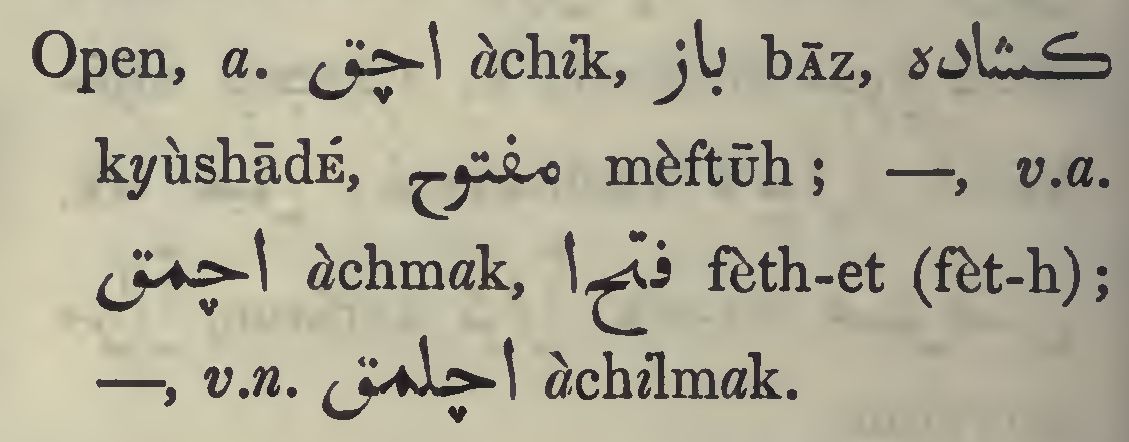 Open, a. اچق àchik, باز bāz, كشاده
kyùshādé, مفتوح mèftūh ; —, v.a.
اچمق àchmak, فتح ا fèth-et (fèt-h) ;
—, v.n. اچلمق àchilmak.